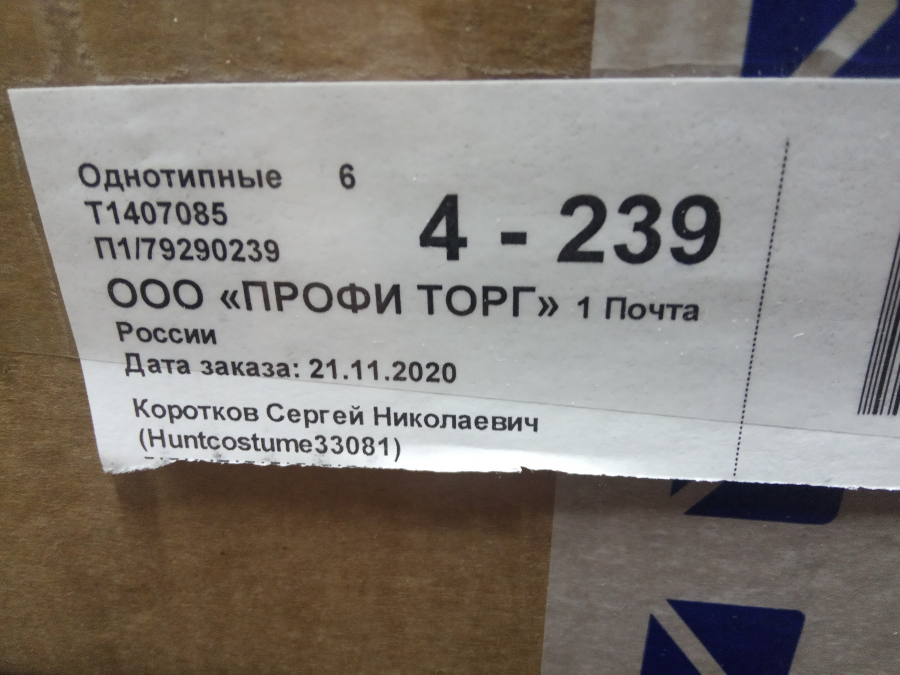 Однотипные 6
Т1407085
П1/79290239
4 - 239
ООО «ПРОФИ ТОРГ» 1 Почта
России
Дата заказа: 21.11.2020
Коротков Сергей Николаевич
(Huntcostume33081)